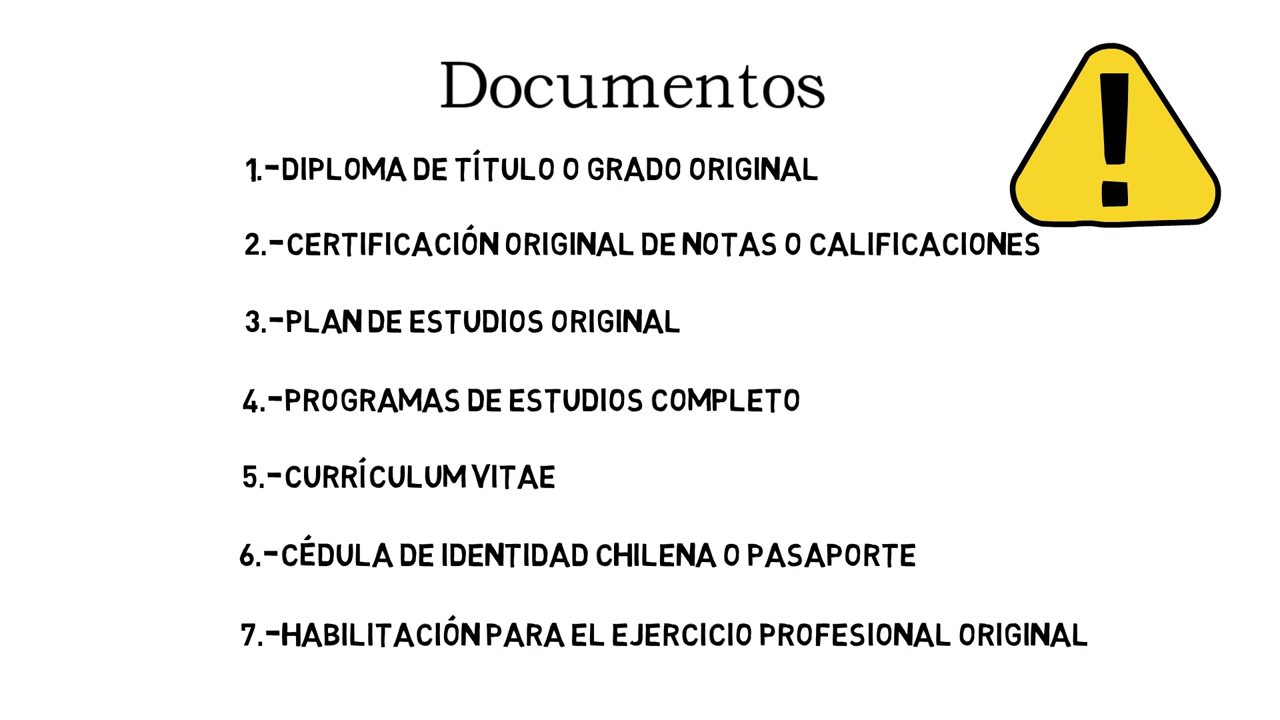 Documentos
1.-DIPLOMA DE TÍTULO O GRADO ORIGINAL
2.-CERTIFICACIÓN ORIGINAL DE NOTAS O CALIFICACIONES
3.-PLAN DE ESTUDIOS ORIGINAL
4.-PROGRAMAS DE ESTUDIOS COMPLETO
5.-CURRÍCULUM VITAE
6.-CÉDULA DE IDENTIDAD CHILENA O PASAPORTE
7.-HABILITACIÓN PARA EL EJERCICIO PROFESIONAL ORIGINAL